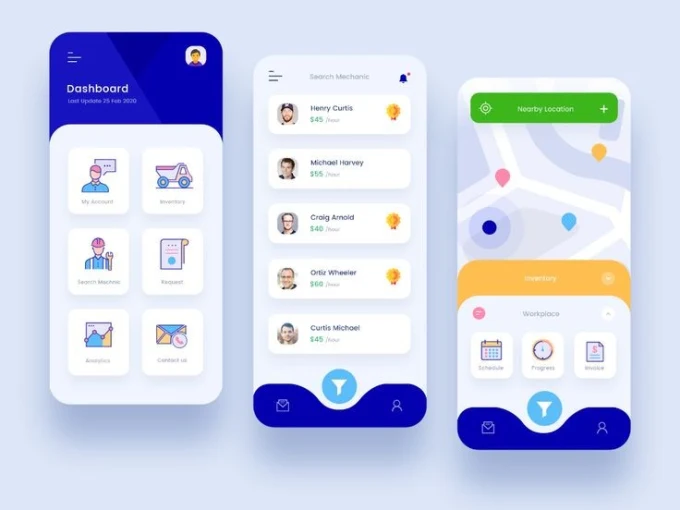 Dashboard
Last Update 25 Feb 2020
My Account
Inventory
Search Mechnic
Request
Analytics
Contact us
Search Mechanic
Henry Curtis
$45 /hour
Michael Harvey
$55 /hour
Craig Arnold
$40 /hour
Ortiz Wheeler
$60 /hour
Curtis Michael
$45 /hour
Nearby Location
Inventory
Workplace
Schedule
Progress
Invoice